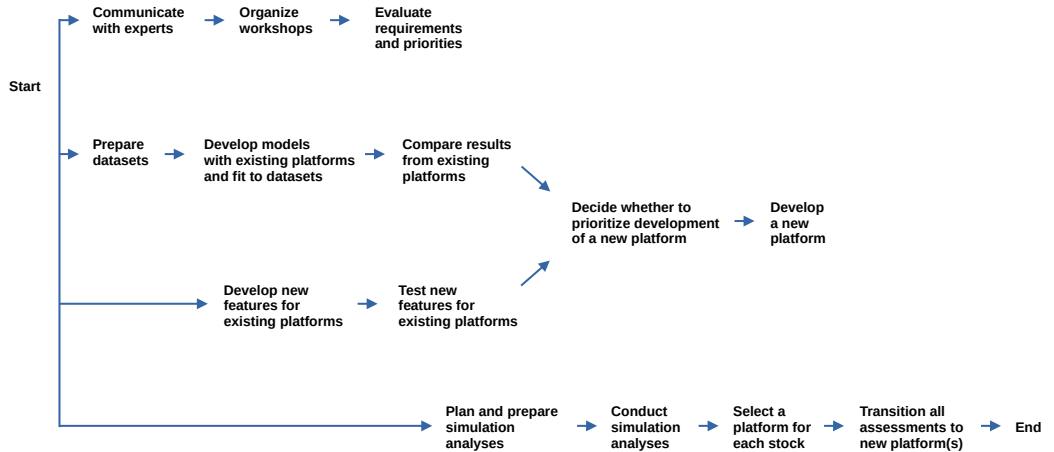 Communicate
with experts
Organize
workshops
Evaluate
requirements
and priorities
Start
Prepare
datasets
Develop models
with existing platforms
and fit to datasets
Compare results
from existing
platforms
Decide whether to
prioritize development
of a new platform
Develop
a new
platform
Develop new
features for
existing platforms
Test new
features for
existing platforms
Plan and prepare
simulation
analyses
Conduct
simulation
analyses
Select a
platform for
each stock
Transition all
assessments to
new platform(s)
End